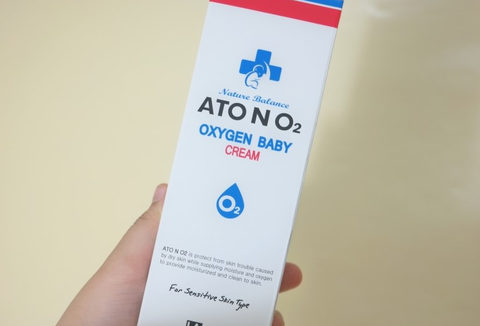 Nature Balance
ATO N O2
OXYGEN BABY
CREAM
O2
ATO N O2 is protect from skin trouble caused
by dry skin while supplying moisture and oxygen
to provide moisturized and clean to skin.
For Sensitive Skin Type